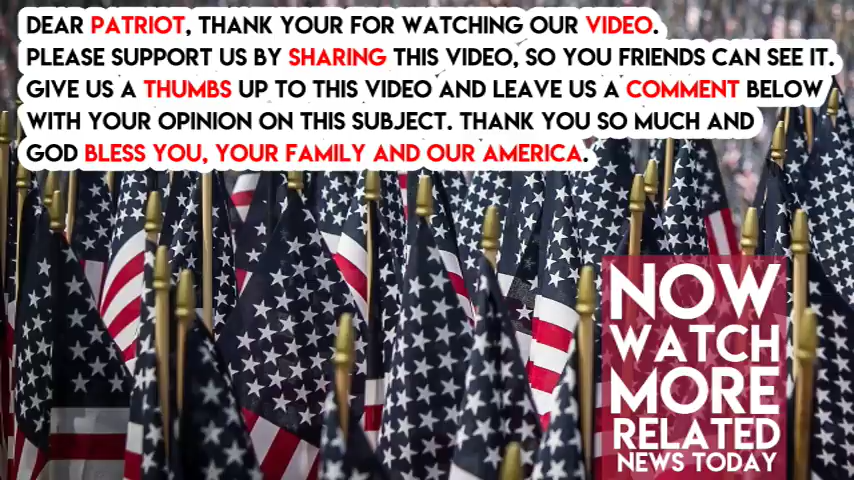 DEAR PATRIOT, THANK YOUR FOR WATCHING OUR VIDEO.
PLEASE SUPPORT US BY SHARING THIS VIDEO, SO YOU FRIENDS CAN SEE IT.
GIVE US A THUMBS UP TO THIS VIDEO AND LEAVE US A COMMENT BELOW
WITH YOUR OPINION ON THIS SUBJECT. THANK YOU SO MUCH AND
GOD BLESS YOU, YOUR FAMILY AND OUR AMERICA.
NOW
WATCH
MORE
RELATED
NEWS TODAY